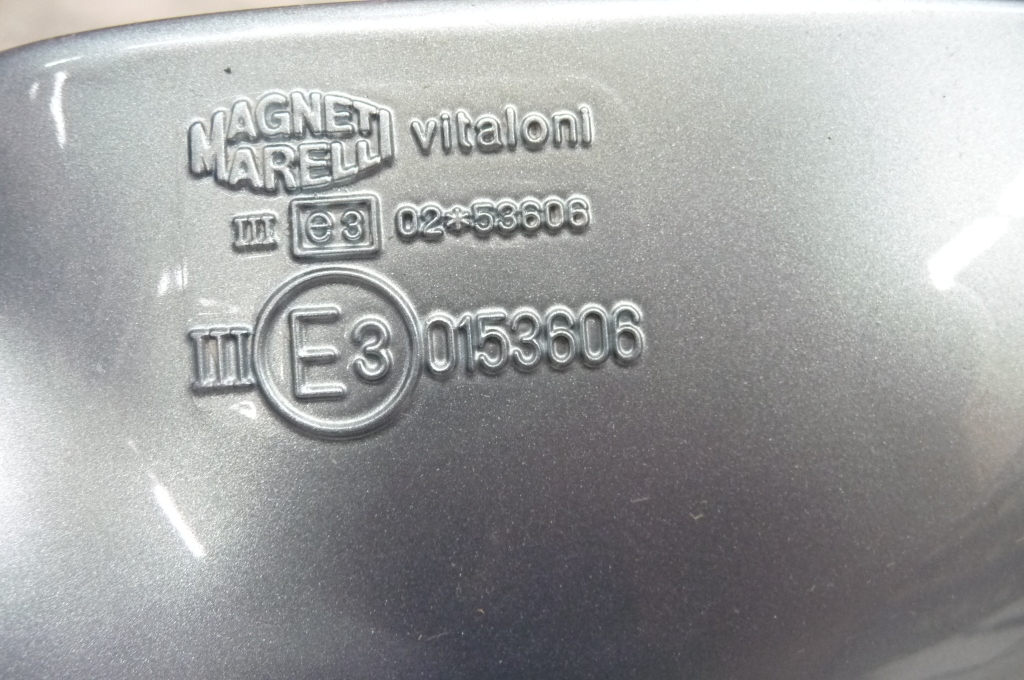 MAGNETI
MARELLI vitaloni
III e3 02*53606
III E3 0153606